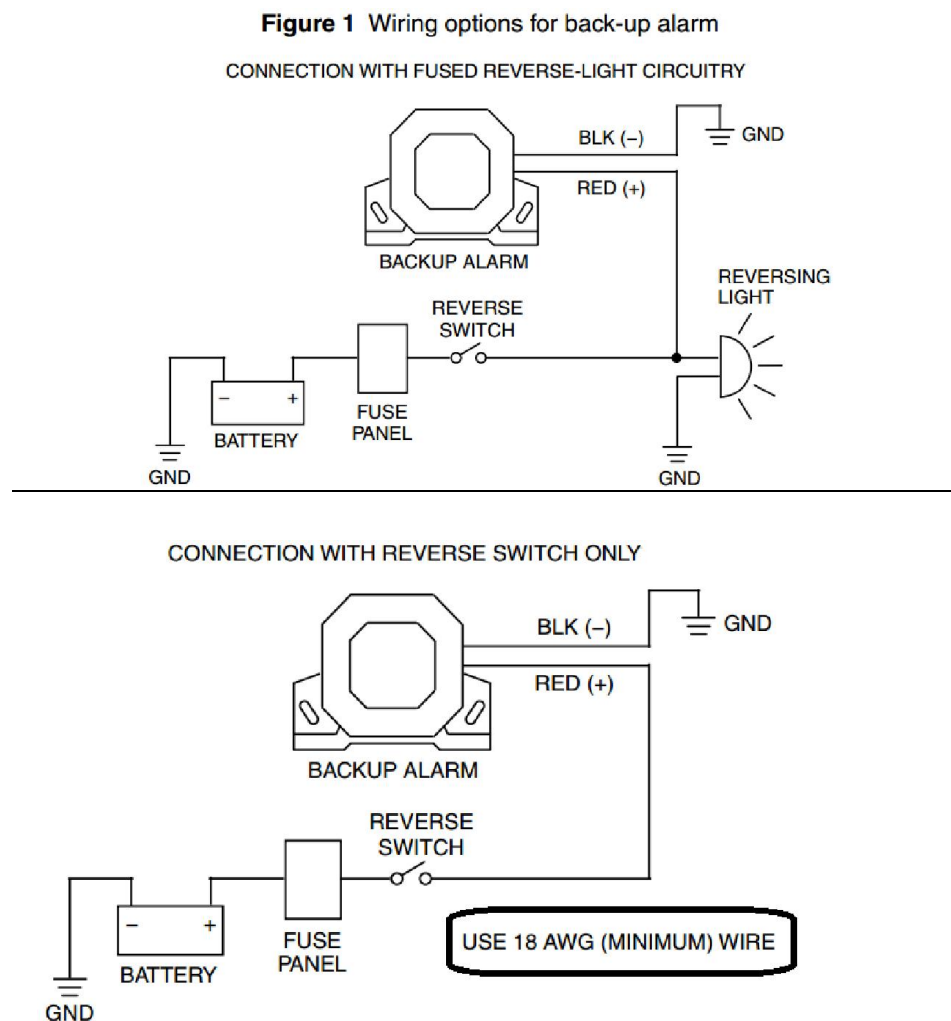 Figure 1 Wiring options for back-up alarm
CONNECTION WITH FUSED REVERSE-LIGHT CIRCUITRY
BLK (−)
GND
RED (+)
BACKUP ALARM
REVERSING
LIGHT
REVERSE
SWITCH
− +
BATTERY
FUSE
PANEL
GND
GND
CONNECTION WITH REVERSE SWITCH ONLY
BLK (−)
GND
RED (+)
BACKUP ALARM
REVERSE
SWITCH
− +
BATTERY
FUSE
PANEL
USE 18 AWG (MINIMUM) WIRE
GND